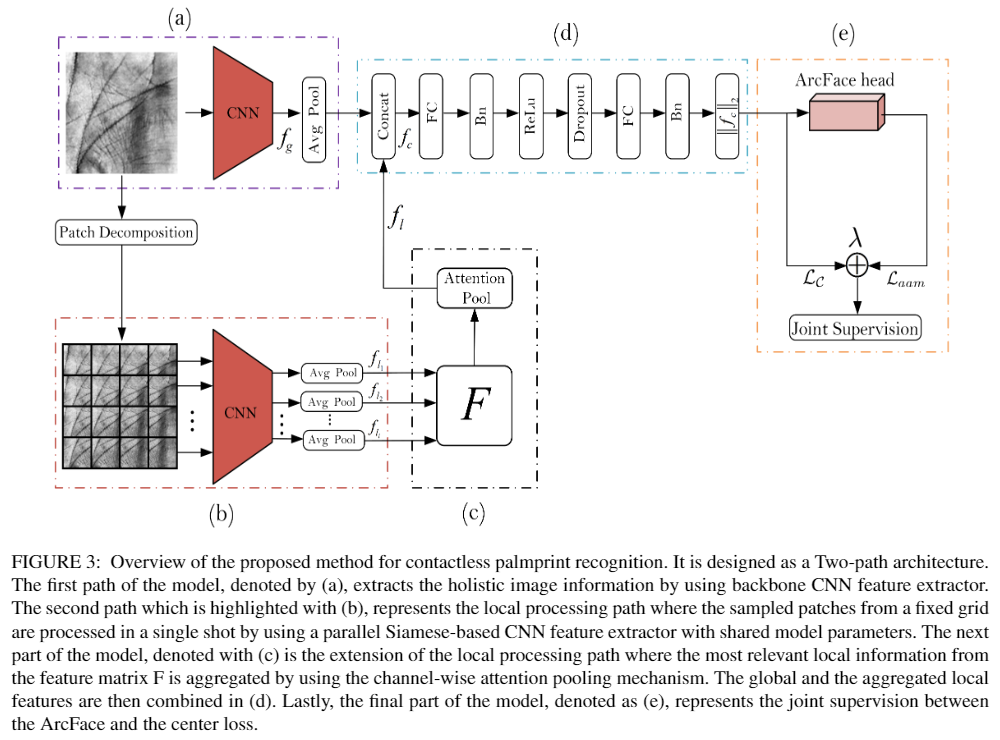 (a)
(d)
(e)
CNN
f_g
Avg Pool
Concat
f_c
FC
Bn
ReLu
Dropout
FC
Bn
‖f_c‖_2
ArcFace head
Patch Decomposition
f_l
Attention
Pool
λ
L_C
L_aam
Joint Supervision
CNN
Avg Pool
f_{l_1}
Avg Pool
f_{l_2}
Avg Pool
f_{l_i}
F
(b)
(c)
FIGURE 3: Overview of the proposed method for contactless palmprint recognition. It is designed as a Two-path architecture.
The first path of the model, denoted by (a), extracts the holistic image information by using backbone CNN feature extractor.
The second path which is highlighted with (b), represents the local processing path where the sampled patches from a fixed grid
are processed in a single shot by using a parallel Siamese-based CNN feature extractor with shared model parameters. The next
part of the model, denoted with (c) is the extension of the local processing path where the most relevant local information from
the feature matrix F is aggregated by using the channel-wise attention pooling mechanism. The global and the aggregated local
features are then combined in (d). Lastly, the final part of the model, denoted as (e), represents the joint supervision between
the ArcFace and the center loss.